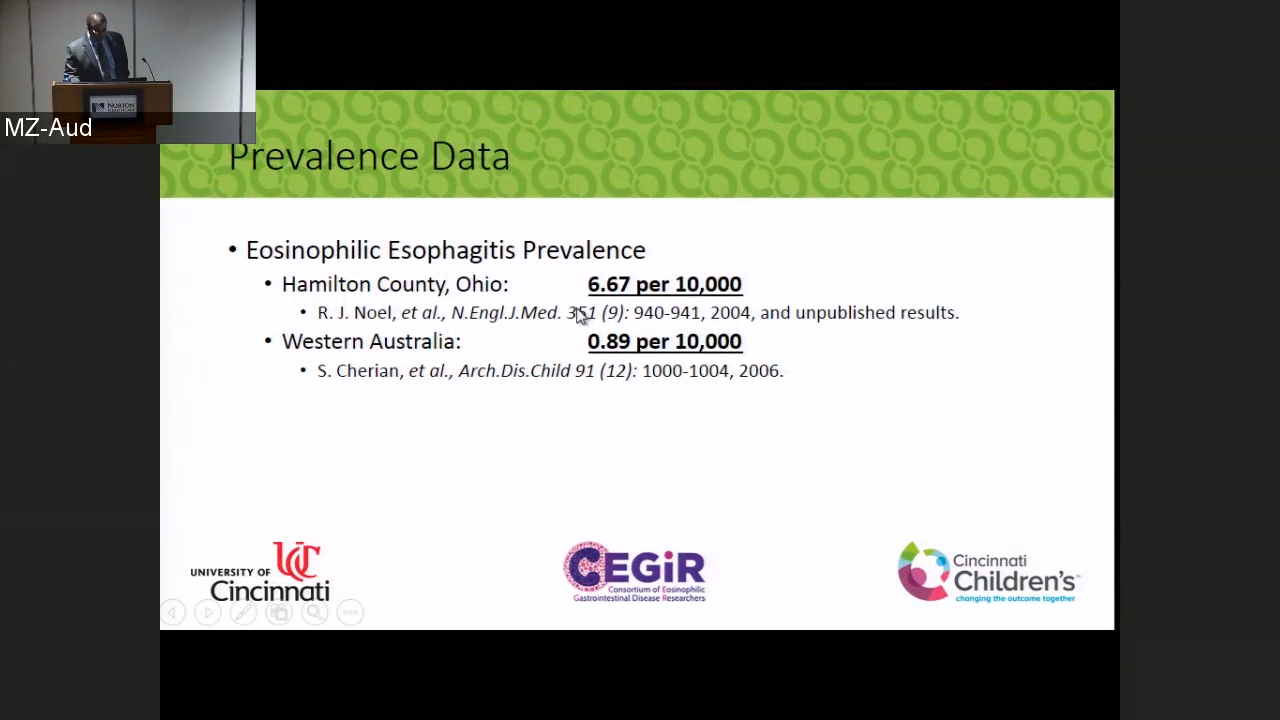 NORTON
MZ-Aud
Prevalence Data
• Eosinophilic Esophagitis Prevalence
• Hamilton County, Ohio: 6.67 per 10,000
• R. J. Noel, et al., N.Engl.J.Med. 351 (9): 940-941, 2004, and unpublished results.
• Western Australia: 0.89 per 10,000
• S. Cherian, et al., Arch.Dis.Child 91 (12): 1000-1004, 2006.
UC
UNIVERSITY OF
Cincinnati
CEGiR
Consortium of Eosinophilic
Gastrointestinal Disease Researchers
Cincinnati
Children's™
changing the outcome together